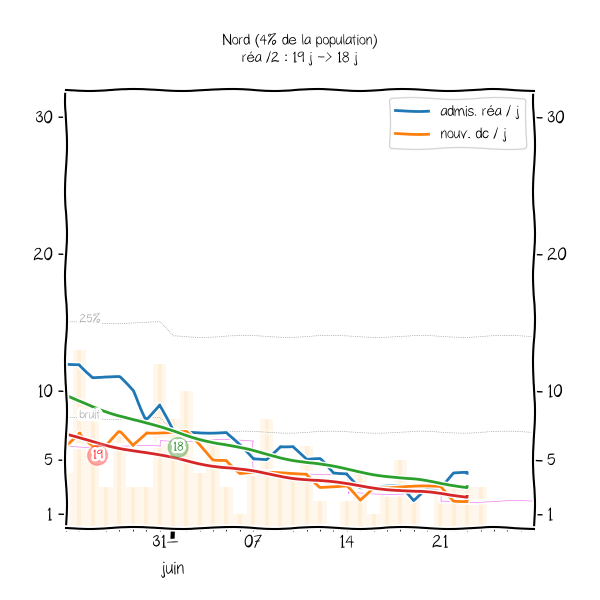 Nord (4% de la population)
réa /2 : 19 j -> 18 j
admis. réa / j
nouv. dc / j
30
30
20
20
25%
10
10
bruit
18
19
5
5
1
1
31
07
14
21
juin